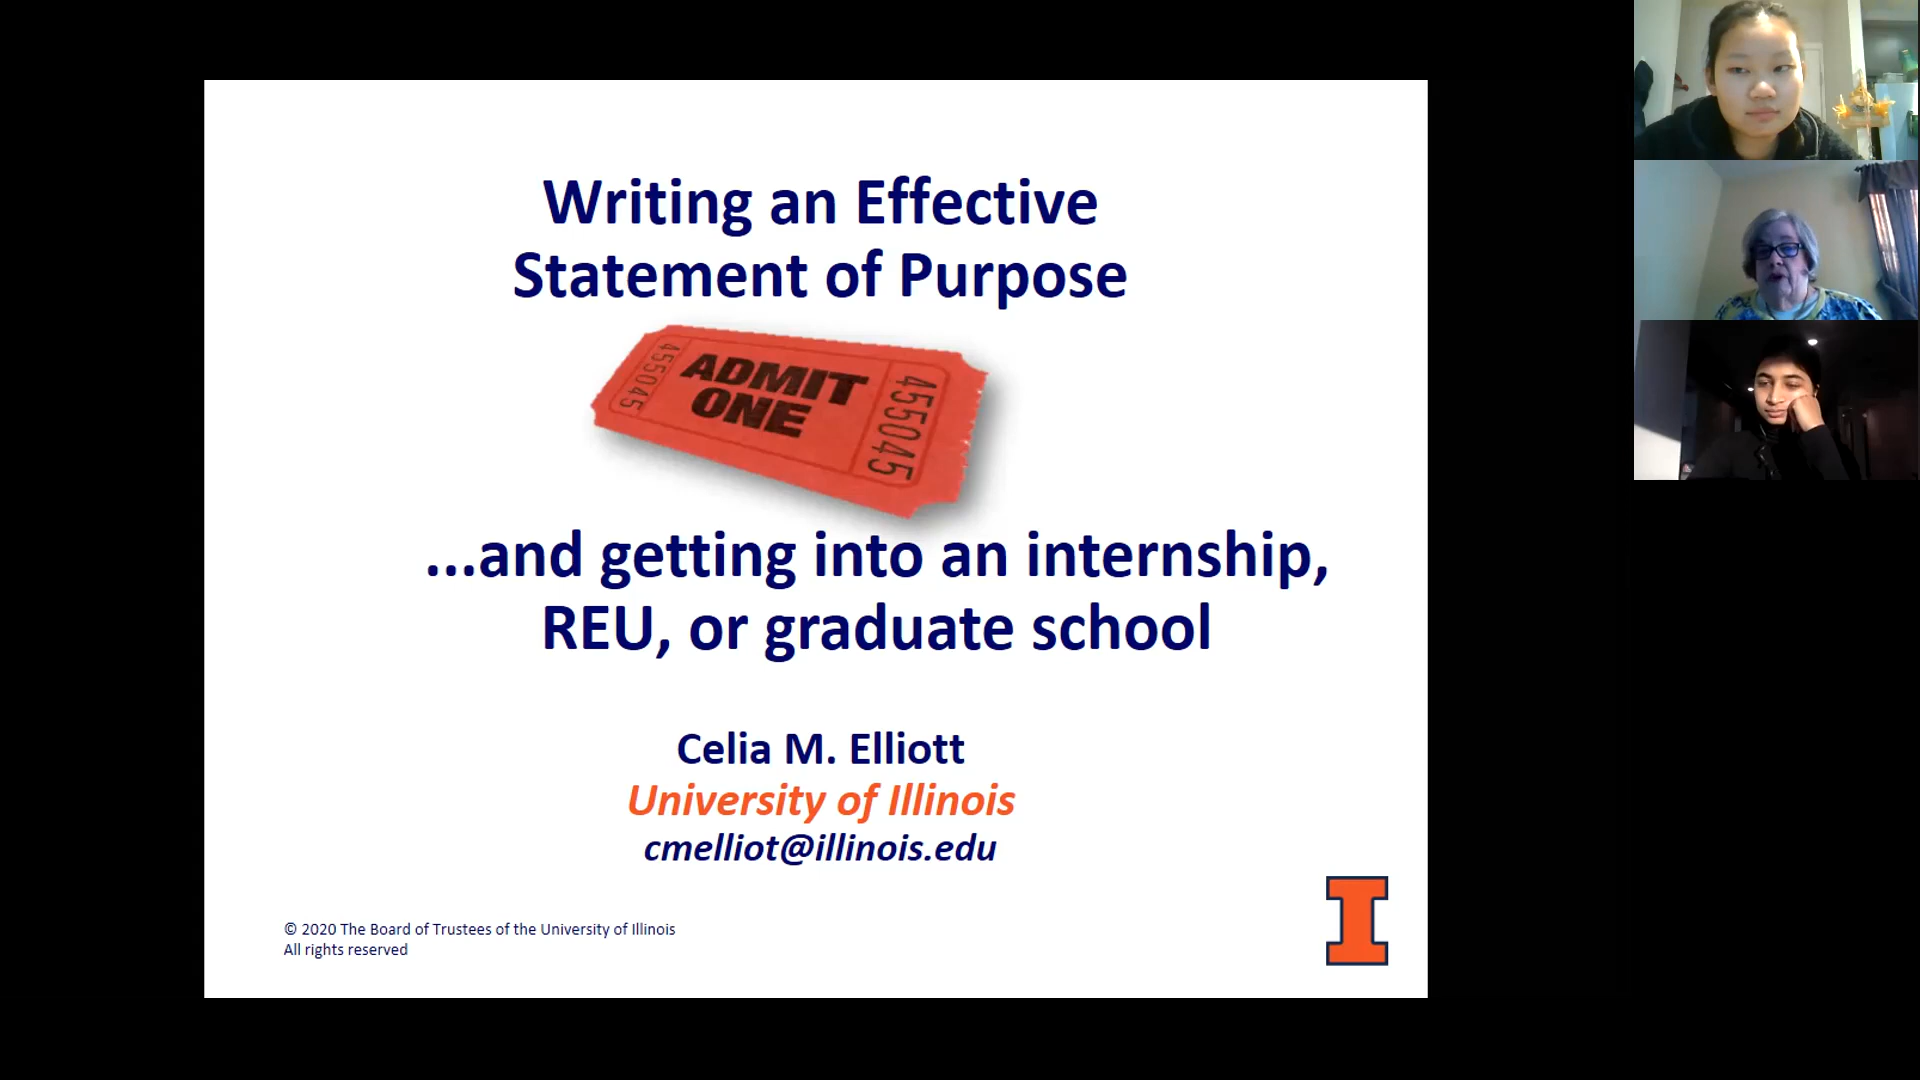 Writing an Effective
Statement of Purpose
455045
ADMIT
ONE
455045
...and getting into an internship,
REU, or graduate school
Celia M. Elliott
University of Illinois
cmelliot@illinois.edu
© 2020 The Board of Trustees of the University of Illinois
All rights reserved
I